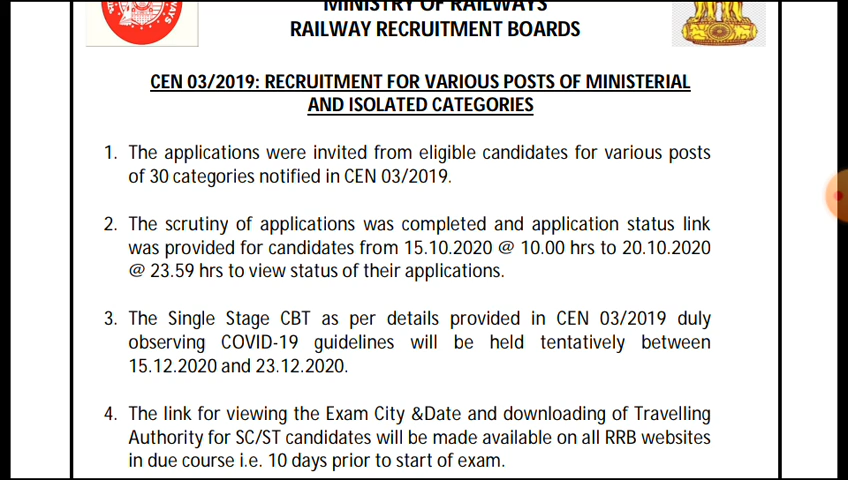 MINISTRY OF RAILWAYS
RAILWAY RECRUITMENT BOARDS
CEN 03/2019: RECRUITMENT FOR VARIOUS POSTS OF MINISTERIAL
AND ISOLATED CATEGORIES
1. The applications were invited from eligible candidates for various posts
of 30 categories notified in CEN 03/2019.
2. The scrutiny of applications was completed and application status link
was provided for candidates from 15.10.2020 @ 10.00 hrs to 20.10.2020
@ 23.59 hrs to view status of their applications.
3. The Single Stage CBT as per details provided in CEN 03/2019 duly
observing COVID-19 guidelines will be held tentatively between
15.12.2020 and 23.12.2020.
4. The link for viewing the Exam City &Date and downloading of Travelling
Authority for SC/ST candidates will be made available on all RRB websites
in due course i.e. 10 days prior to start of exam.